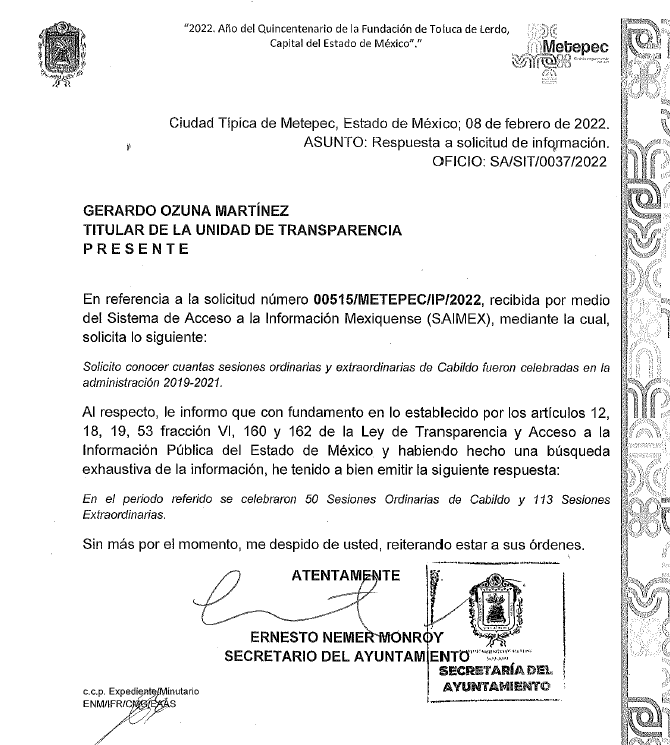 "2022. Año del Quincentenario de la Fundación de Toluca de Lerdo,
Capital del Estado de México"."
Metepec
Ciudad Típica de Metepec, Estado de México; 08 de febrero de 2022.
ASUNTO: Respuesta a solicitud de información.
OFICIO: SA/SIT/0037/2022
GERARDO OZUNA MARTÍNEZ
TITULAR DE LA UNIDAD DE TRANSPARENCIA
P R E S E N T E
En referencia a la solicitud número 00515/METEPEC/IP/2022, recibida por medio
del Sistema de Acceso a la Información Mexiquense (SAIMEX), mediante la cual,
solicita lo siguiente:
Solicito conocer cuantas sesiones ordinarias y extraordinarias de Cabildo fueron celebradas en la
administración 2019-2021.
Al respecto, le informo que con fundamento en lo establecido por los artículos 12,
18, 19, 53 fracción VI, 160 y 162 de la Ley de Transparencia y Acceso a la
Información Pública del Estado de México y habiendo hecho una búsqueda
exhaustiva de la información, he tenido a bien emitir la siguiente respuesta:
En el periodo referido se celebraron 50 Sesiones Ordinarias de Cabildo y 113 Sesiones
Extraordinarias.
Sin más por el momento, me despido de usted, reiterando estar a sus órdenes.
ATENTAMENTE
ERNESTO NEMER MONROY
SECRETARIO DEL AYUNTAMIENTO
SECRETARÍA DEL
AYUNTAMIENTO
c.c.p. Expediente/Minutario
ENM/IFR/CMG/EAAS